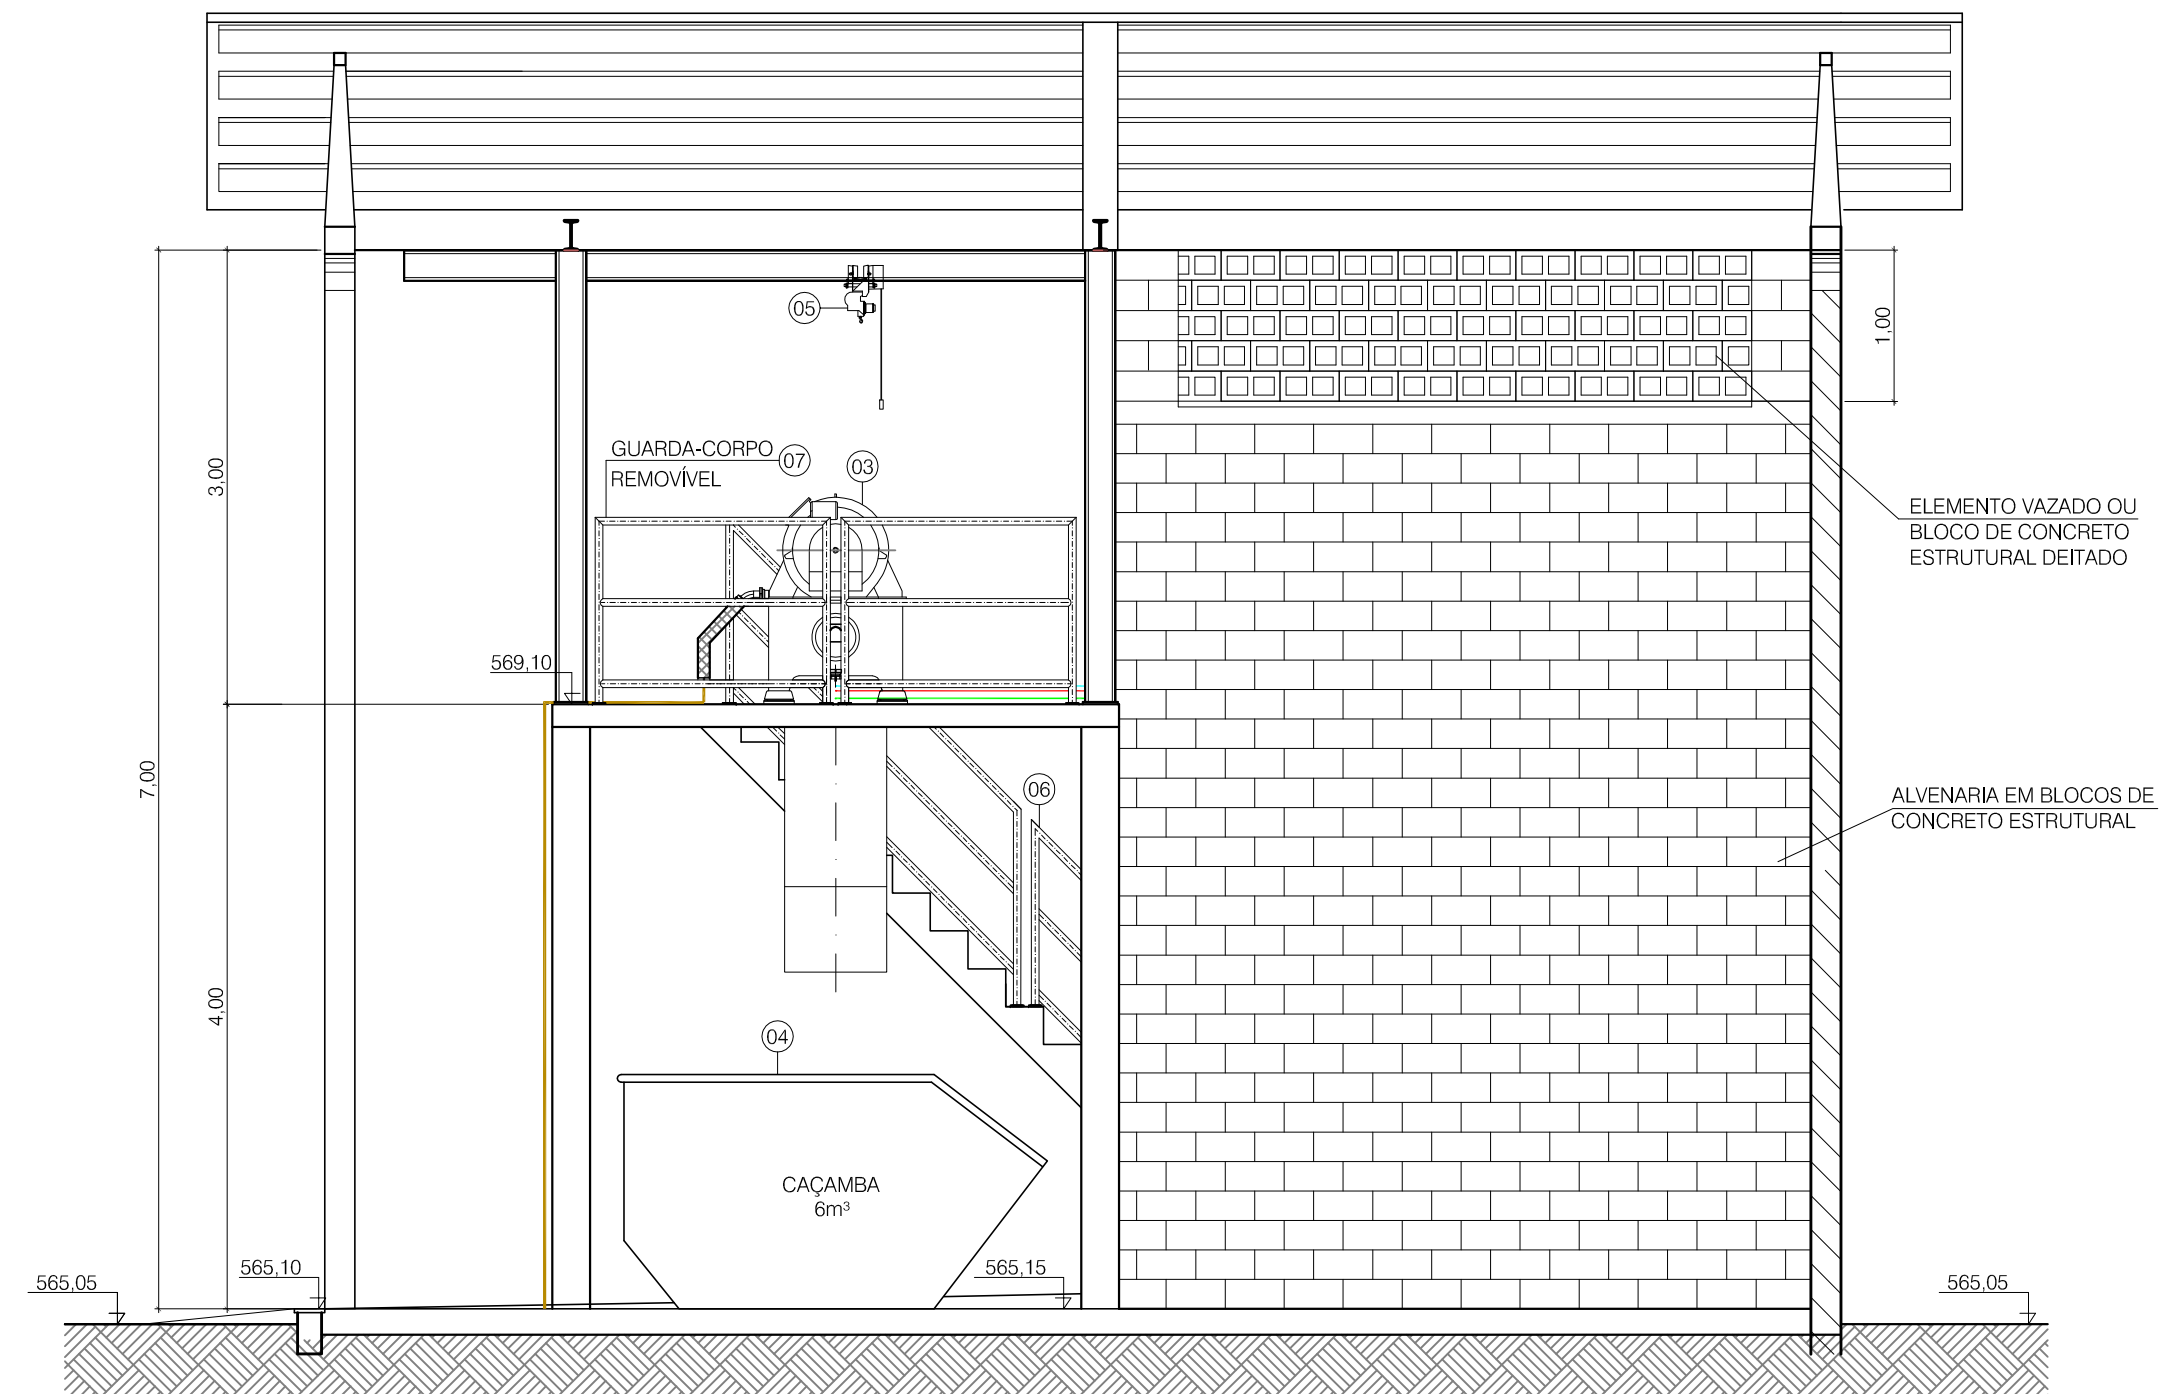 05
1,00
GUARDA-CORPO
REMOVÍVEL
07
03
3,00
ELEMENTO VAZADO OU
BLOCO DE CONCRETO
ESTRUTURAL DEITADO
569,10
7,00
06
ALVENARIA EM BLOCOS DE
CONCRETO ESTRUTURAL
4,00
04
CAÇAMBA
6m³
565,05
565,10
565,15
565,05